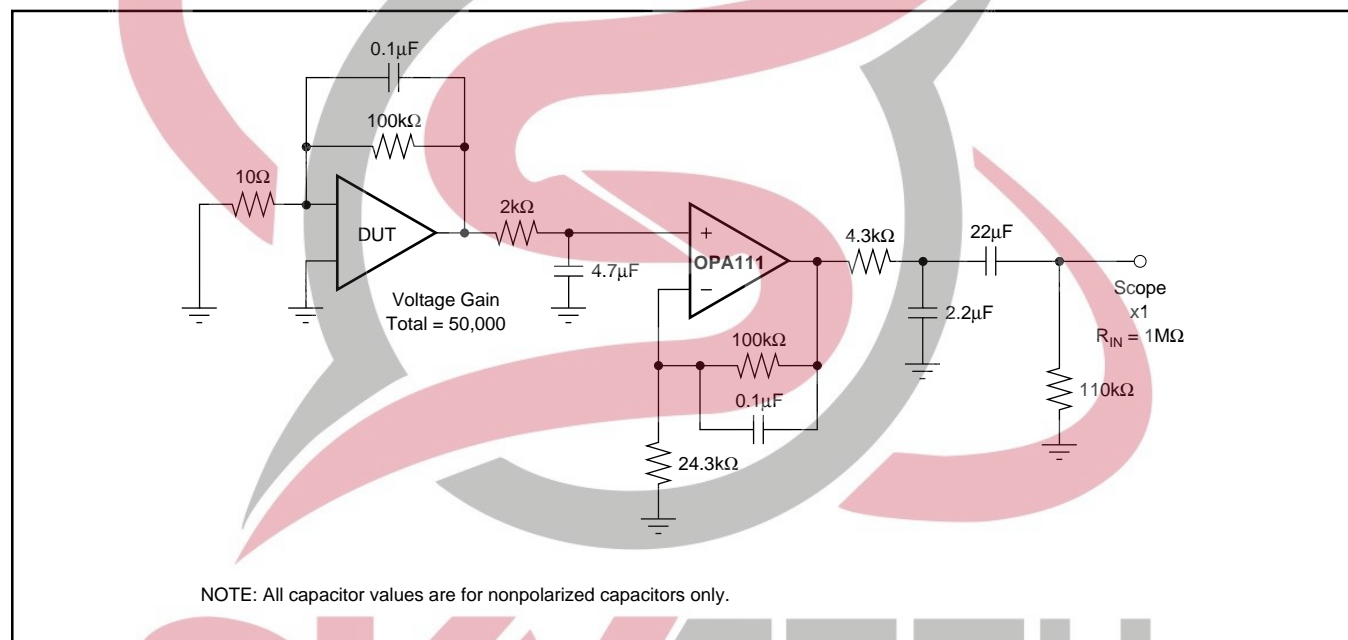 0.1µF
100kΩ
10Ω
DUT
Voltage Gain
Total = 50,000
2kΩ
4.7µF
+
OPA111
−
100kΩ
0.1µF
24.3kΩ
4.3kΩ
2.2µF
22µF
Scope
x1
RIN = 1MΩ
110kΩ
NOTE: All capacitor values are for nonpolarized capacitors only.